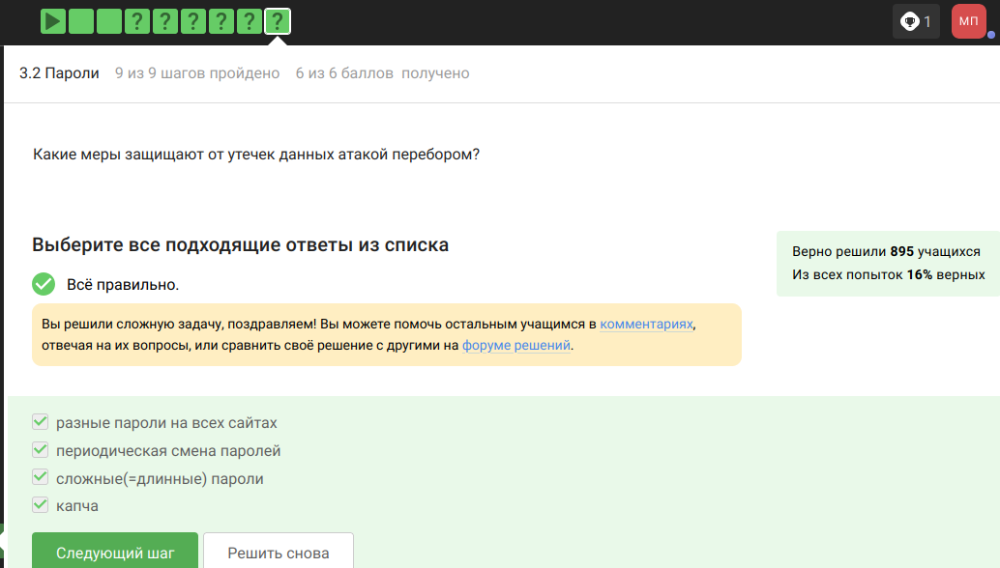 ? ? ? ? ? ?
1
МП
3.2 Пароли 9 из 9 шагов пройдено 6 из 6 баллов получено
Какие меры защищают от утечек данных атакой перебором?
Выберите все подходящие ответы из списка
Верно решили 895 учащихся
Из всех попыток 16% верных
Всё правильно.
Вы решили сложную задачу, поздравляем! Вы можете помочь остальным учащимся в комментариях,
отвечая на их вопросы, или сравнить своё решение с другими на форуме решений.
разные пароли на всех сайтах
периодическая смена паролей
сложные(=длинные) пароли
капча
Следующий шаг
Решить снова